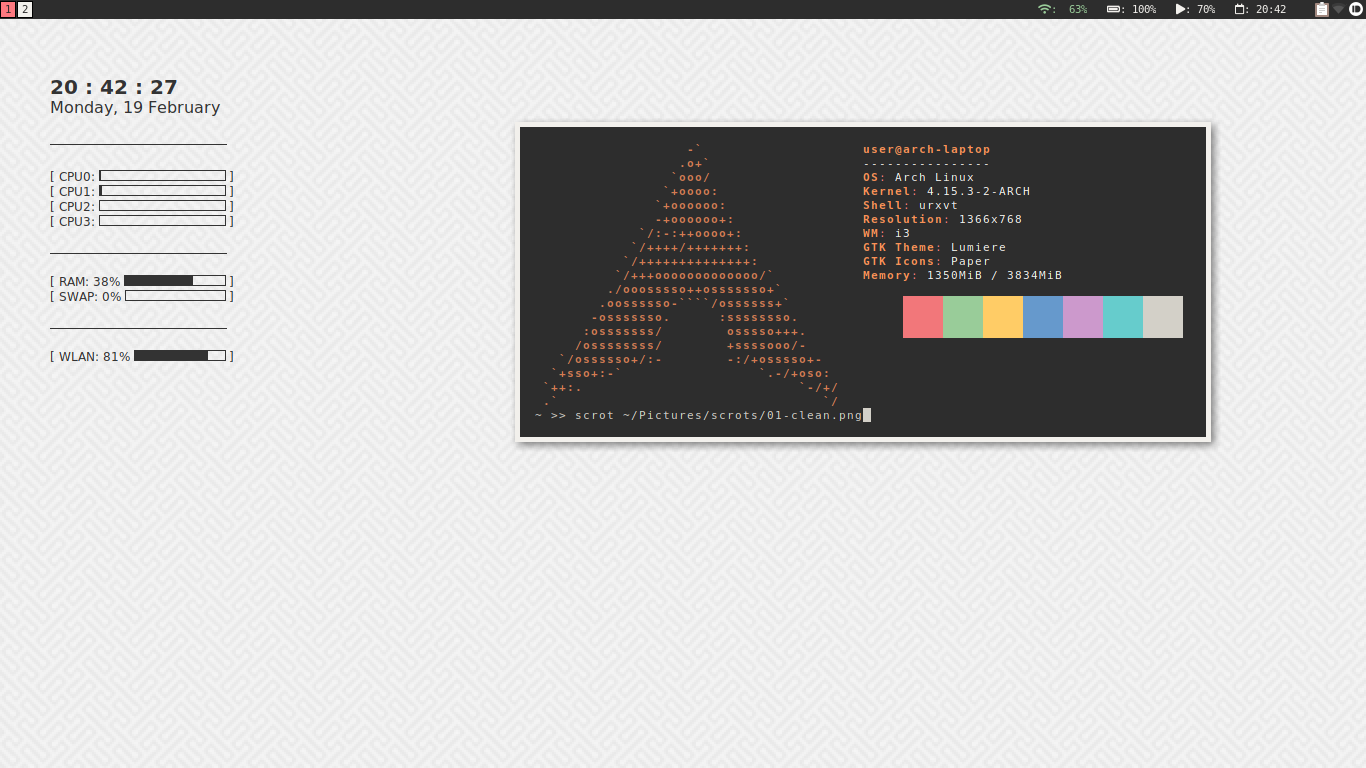 1 2 : 63% : 100% : 70% : 20:42
20 : 42 : 27
Monday, 19 February
[ CPU0: ]
[ CPU1: ]
[ CPU2: ]
[ CPU3: ]
[ RAM: 38% ]
[ SWAP: 0% ]
[ WLAN: 81% ]
-`
.o+`
`ooo/
`+oooo:
`+oooooo:
-+oooooo+:
`/:-:++oooo+:
`/++++/+++++++:
`/++++++++++++++:
`/+++ooooooooooooo/`
./ooosssso++osssssso+`
.oossssso-````/ossssss+`
-osssssso. :ssssssso.
:osssssss/ osssso+++.
/ossssssss/ +ssssooo/-
`/ossssso+/:- -:/+osssso+-
`+sso+:-` `.-/+oso:
`++:. `-/+/
.` `/
user@arch-laptop
----------------
OS: Arch Linux
Kernel: 4.15.3-2-ARCH
Shell: urxvt
Resolution: 1366x768
WM: i3
GTK Theme: Lumiere
GTK Icons: Paper
Memory: 1350MiB / 3834MiB
~ >> scrot ~/Pictures/scrots/01-clean.png